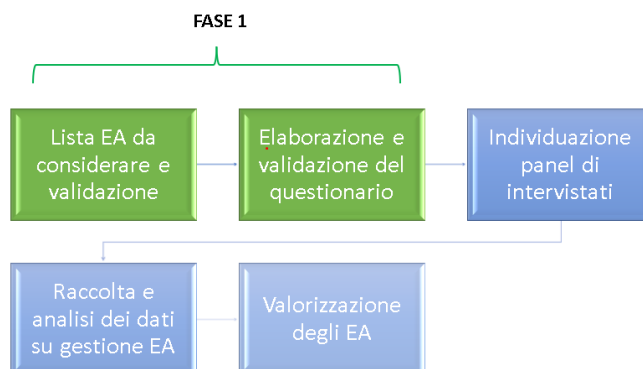 FASE 1
Lista EA da
considerare e
validazione
Elaborazione e
validazione del
questionario
Individuazione
panel di
intervistati
Raccolta e
analisi dei dati
su gestione EA
Valorizzazione
degli EA